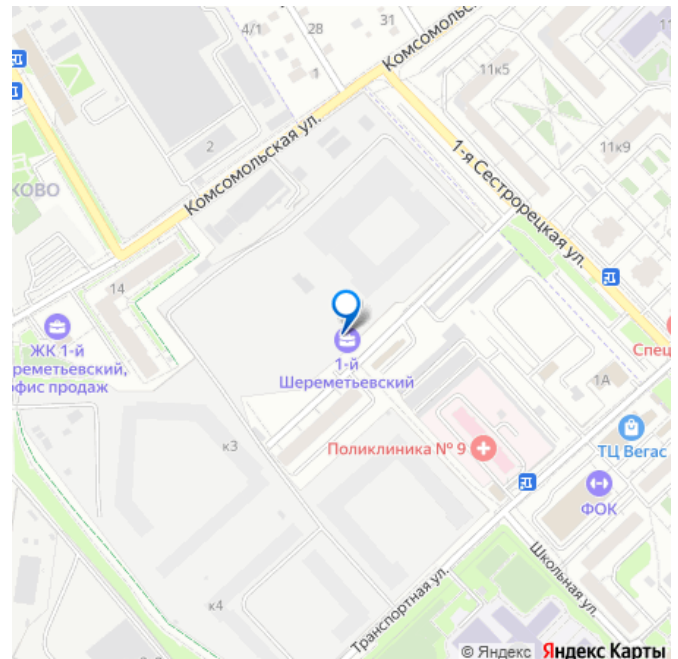 4/1
28
31
Комсомоль
1
11к5
2
11к9
Комсомольская ул.
1-я Сестрорецкая ул.
КОВО
14
ЖК 1-й
реметьевский,
офис продаж
1-й
Шереметьевский
Спец
1А
к3
Поликлиника № 9
ТЦ Вегас
ФОК
Школьная ул.
Транспортная ул.
к4
© Яндекс Яндекс Карты